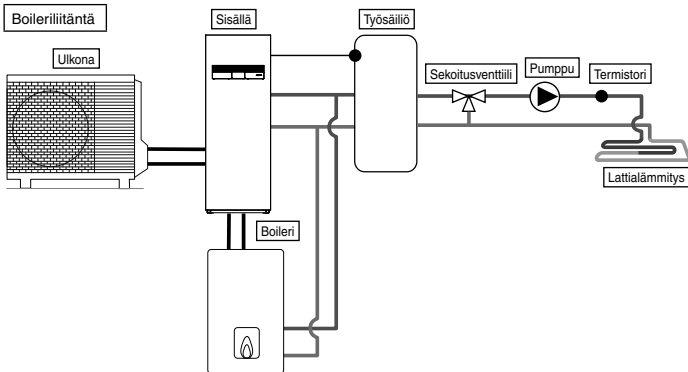 Boileriliitäntä
Sisällä
Työsäiliö
Ulkona
Sekoitusventtiili
Pumppu
Termistori
Lattialämmitys
Boileri